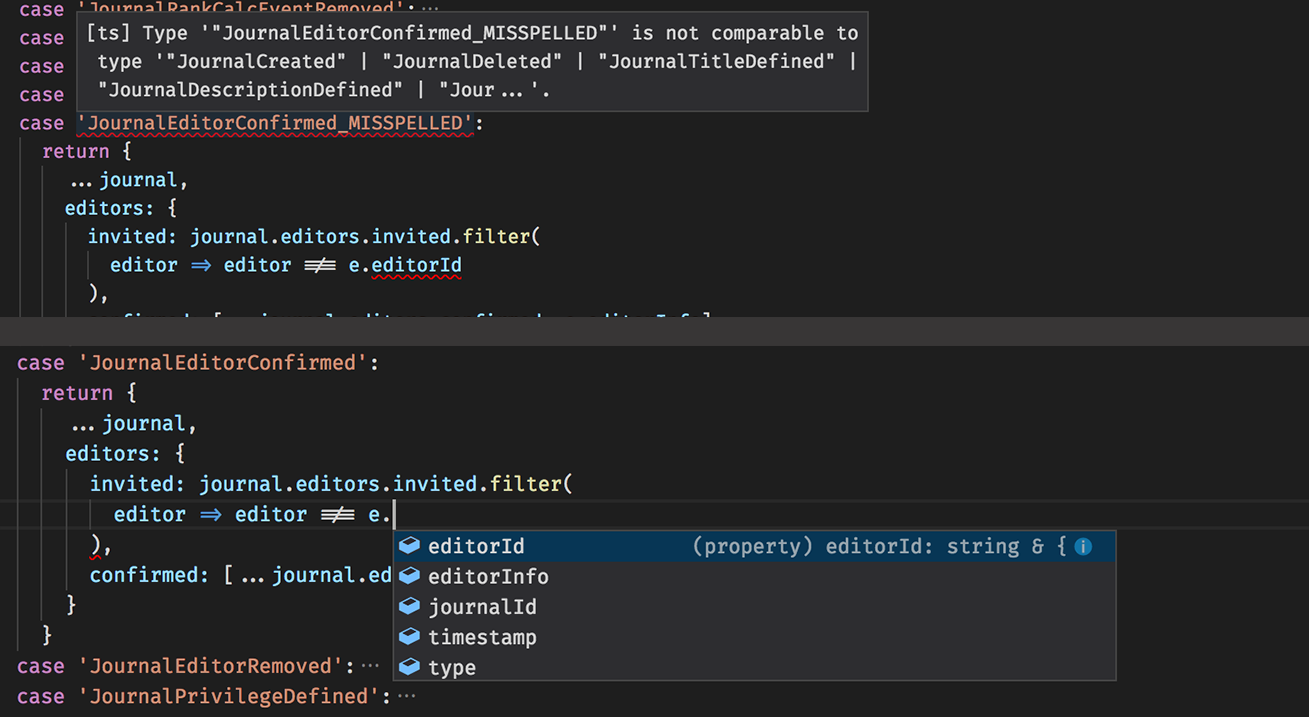 case 'JournalRankCalcEventRemoved': ...
case [ts] Type '"JournalEditorConfirmed_MISSPELLED"' is not comparable to
case type '"JournalCreated" | "JournalDeleted" | "JournalTitleDefined" |
case "JournalDescriptionDefined" | "Jour...'.
case 'JournalEditorConfirmed_MISSPELLED':
return {
...journal,
editors: {
invited: journal.editors.invited.filter(
editor ⇒ editor !== e.editorId
),
case 'JournalEditorConfirmed':
return {
...journal,
editors: {
invited: journal.editors.invited.filter(
editor ⇒ editor !== e.
editorId (property) editorId: string & {
),
editorInfo
confirmed: [...journal.ed
journalId
}
timestamp
}
type
case 'JournalEditorRemoved': ...
case 'JournalPrivilegeDefined': ...